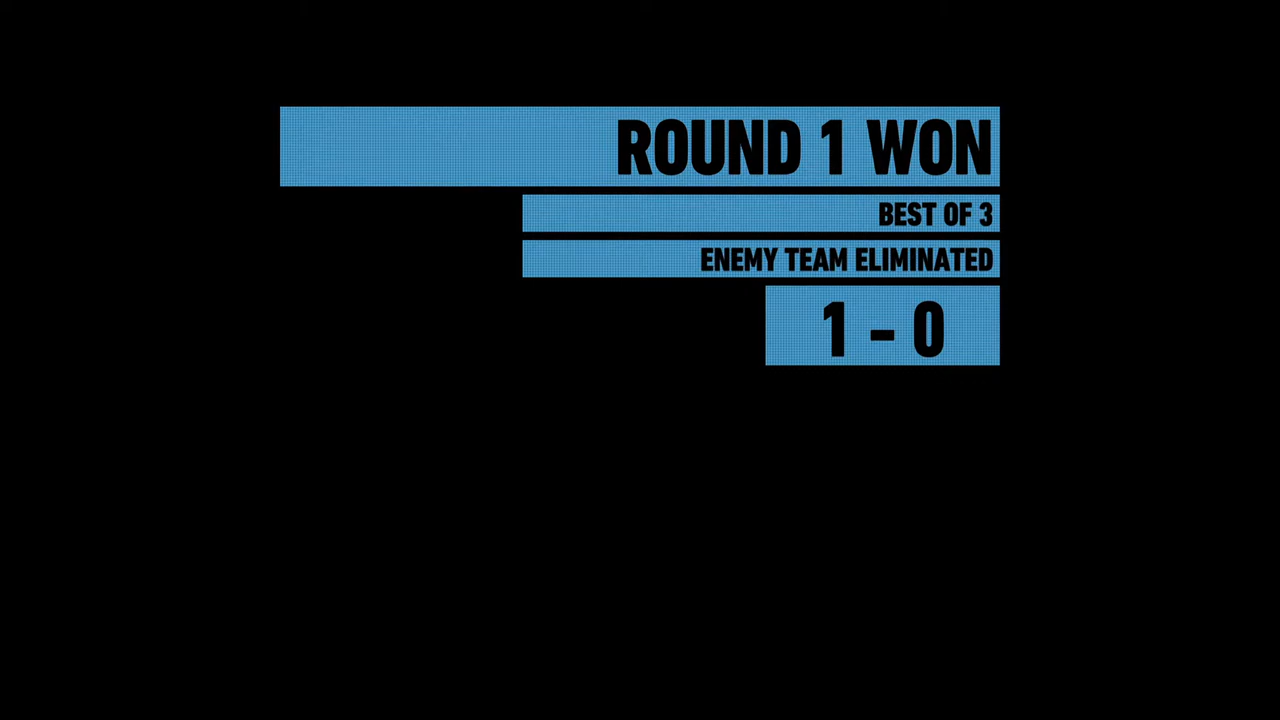 ROUND 1 WON
BEST OF 3
ENEMY TEAM ELIMINATED
1 - 0